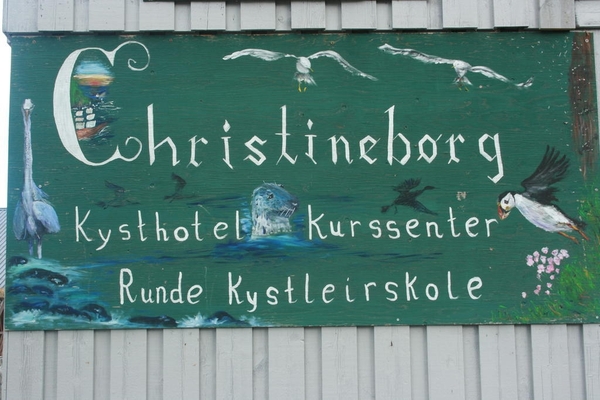 Christineborg
Kysthotel Kurssenter
Runde Kystleirskole